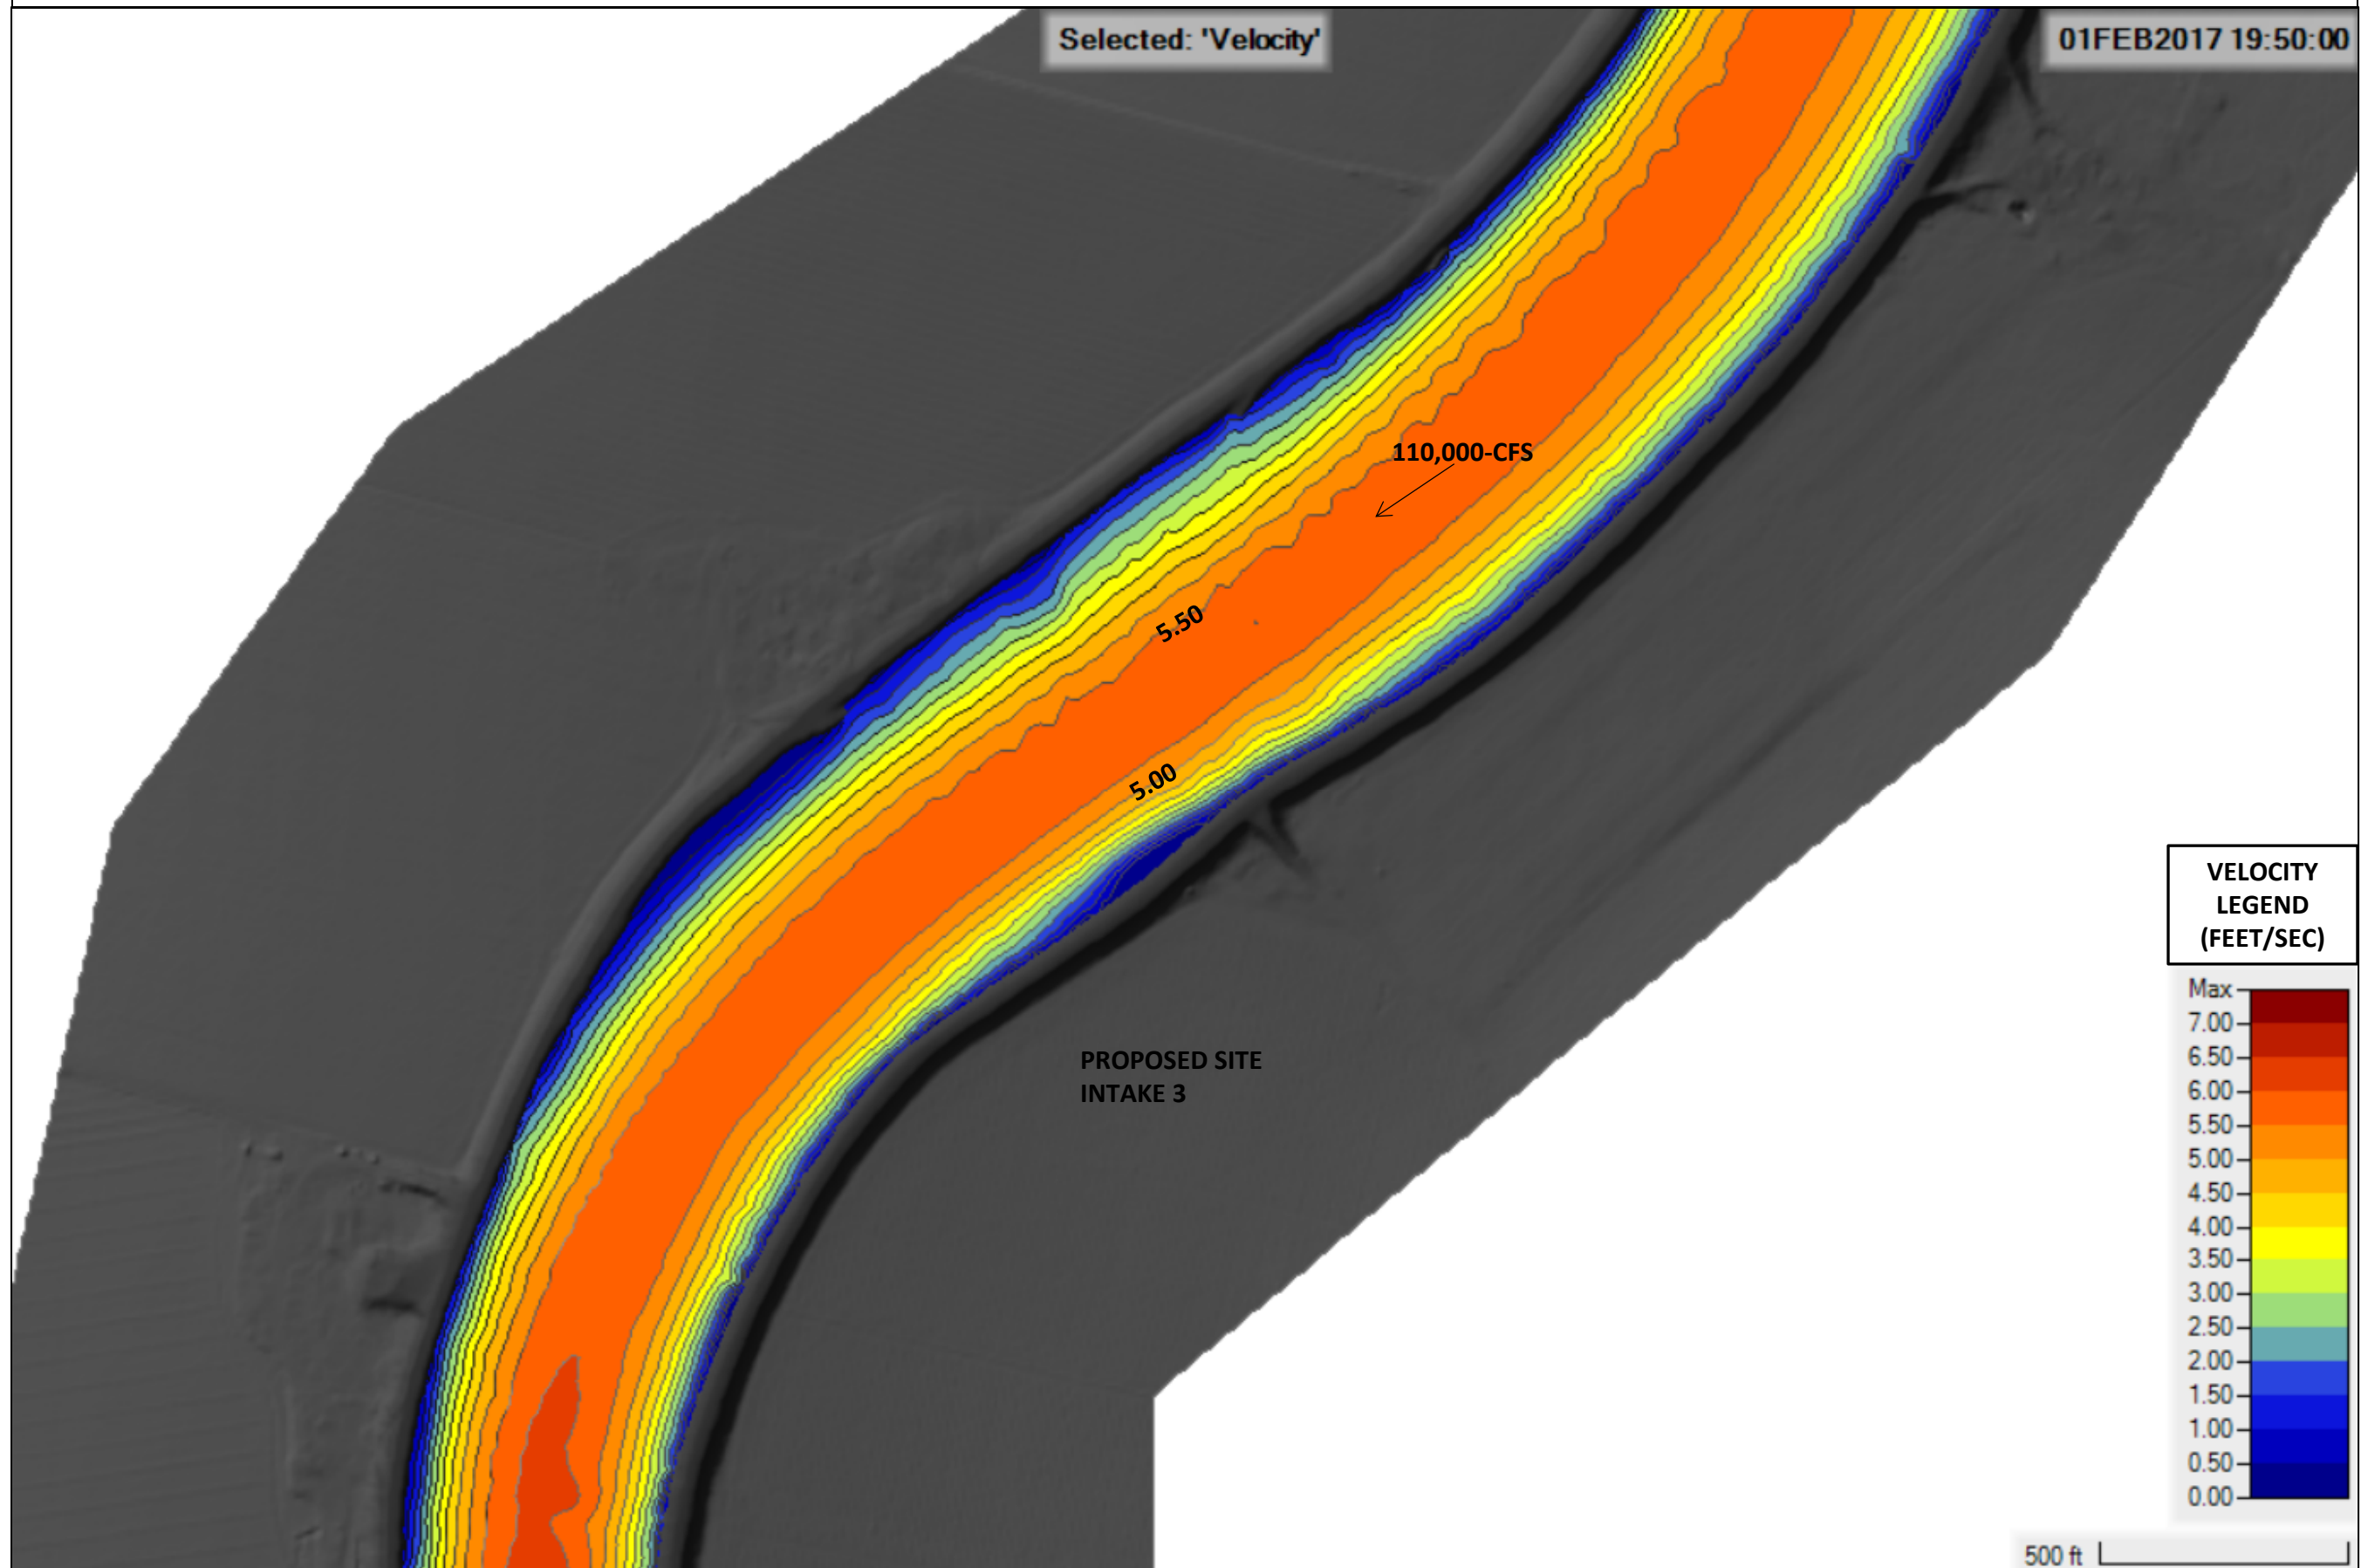 Selected: 'Velocity'
01FEB2017 19:50:00
110,000-CFS
5.50
5.00
PROPOSED SITE
INTAKE 3
VELOCITY
LEGEND
(FEET/SEC)
Max
7.00
6.50
6.00
5.50
5.00
4.50
4.00
3.50
3.00
2.50
2.00
1.50
1.00
0.50
0.00
500 ft